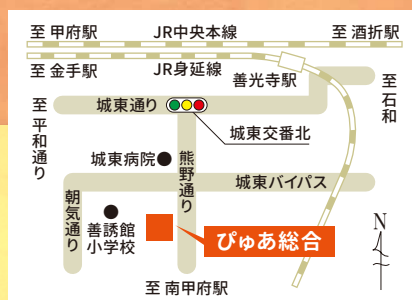 至 甲府駅
JR中央本線
至 酒折駅
至 金手駅
JR身延線
善光寺駅
至 平和通り
城東通り
至 石和
城東交番北
城東病院
熊野通り
城東バイパス
朝気通り
善誘館
小学校
ぴゅあ総合
至 南甲府駅
N